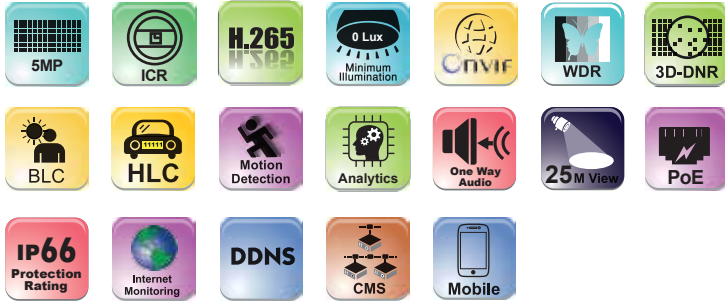 5MP
ICR
H.265
0 Lux
Minimum
Illumination
Onvif
WDR
3D-DNR
BLC
HLC
Motion
Detection
Analytics
One Way
Audio
25M View
PoE
IP66
Protection
Rating
Internet
Monitoring
DDNS
CMS
Mobile